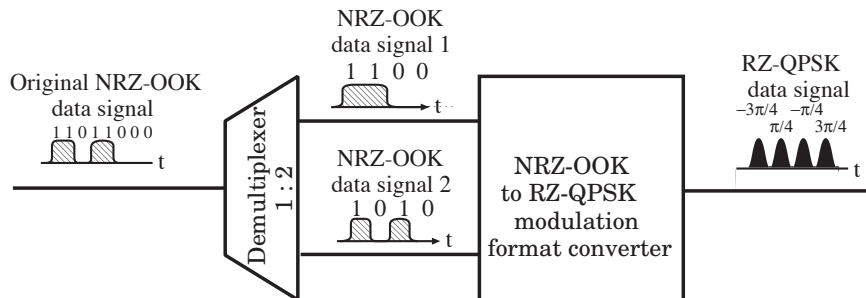 Original NRZ-OOK
data signal
1 1 0 1 1 0 0 0
t
Demultiplexer
1 : 2
NRZ-OOK
data signal 1
1 1 0 0
t
NRZ-OOK
data signal 2
1 0 1 0
t
NRZ-OOK
to RZ-QPSK
modulation
format converter
RZ-QPSK
data signal
−3π/4 −π/4
π/4 3π/4
t